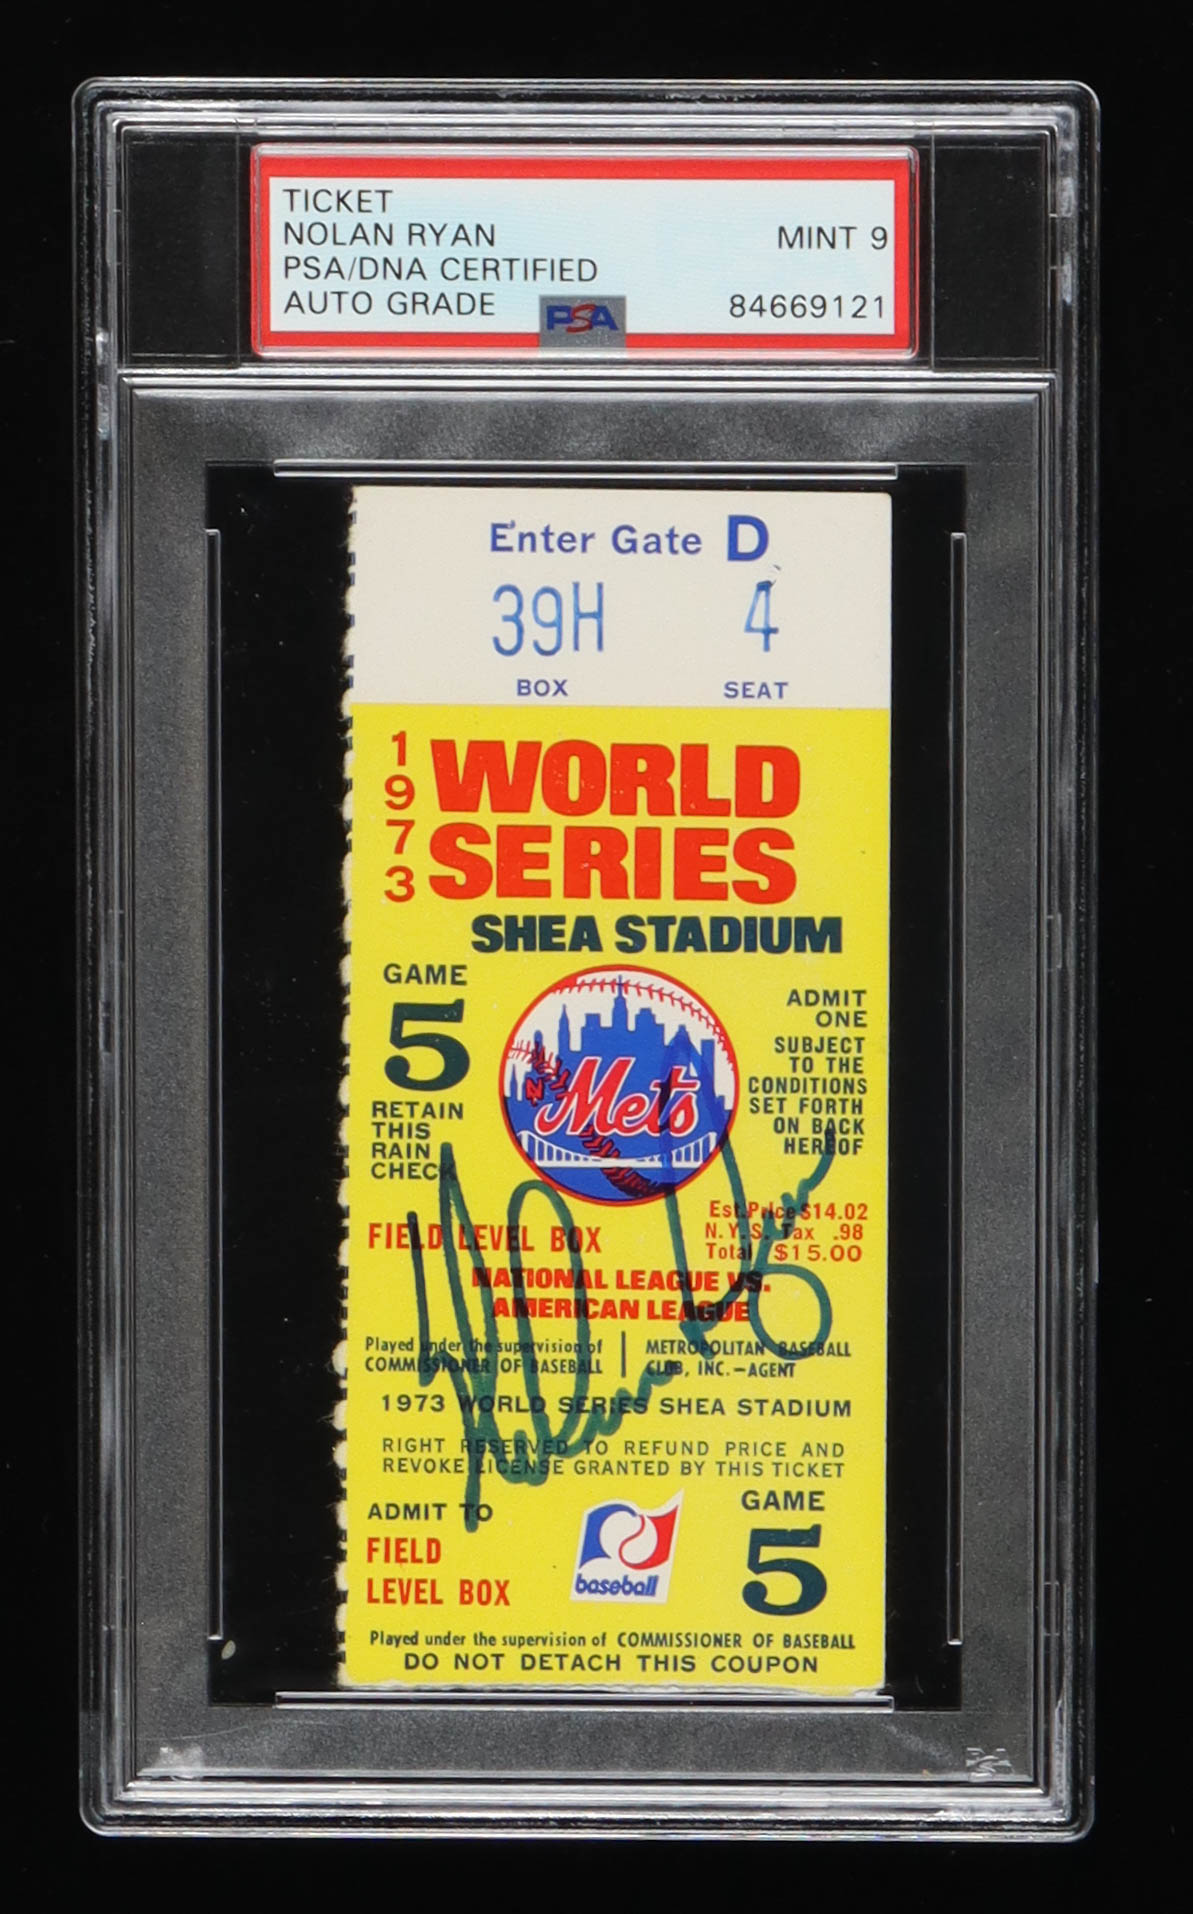 TICKET
NOLAN RYAN
PSA/DNA CERTIFIED
AUTO GRADE
MINT 9
84669121
PSA
Enter Gate D
39H 4
BOX SEAT
1973
WORLD
SERIES
SHEA STADIUM
GAME
5
RETAIN
THIS
RAIN
CHECK
Mets
ADMIT
ONE
SUBJECT
TO THE
CONDITIONS
SET FORTH
ON BACK
HEREOF
Est. Price $14.02
N.Y.S. Tax .98
Total $15.00
FIELD LEVEL BOX
NATIONAL LEAGUE VS.
AMERICAN LEAGUE
Played under the supervision of
COMMISSIONER OF BASEBALL
METROPOLITAN BASEBALL
CLUB, INC.—AGENT
Nolan Ryan
1973 WORLD SERIES SHEA STADIUM
RIGHT RESERVED TO REFUND PRICE AND
REVOKE LICENSE GRANTED BY THIS TICKET
ADMIT TO
FIELD
LEVEL BOX
baseball
GAME
5
Played under the supervision of COMMISSIONER OF BASEBALL
DO NOT DETACH THIS COUPON